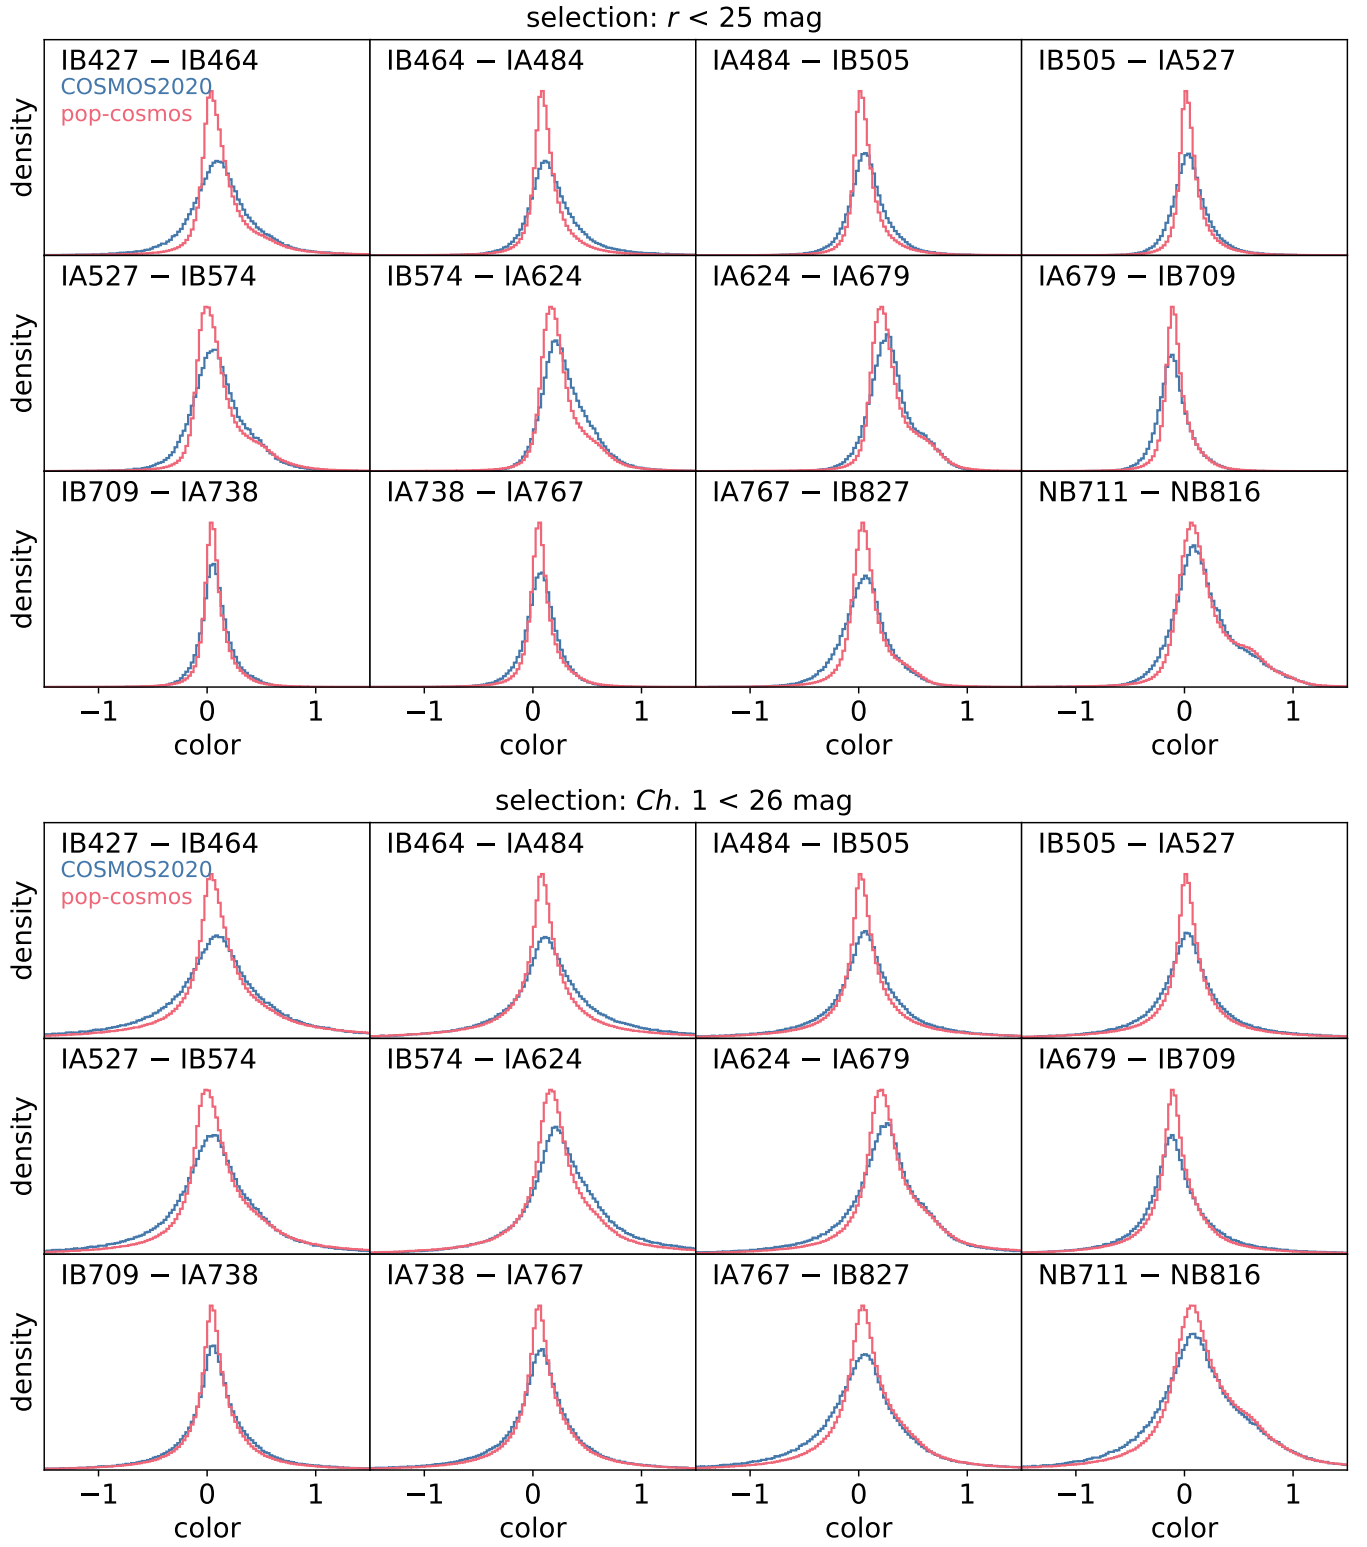 selection: r < 25 mag
IB427 − IB464
IB464 − IA484
IA484 − IB505
IB505 − IA527
COSMOS2020
pop-cosmos
density
IA527 − IB574
IB574 − IA624
IA624 − IA679
IA679 − IB709
density
IB709 − IA738
IA738 − IA767
IA767 − IB827
NB711 − NB816
density
−1 0 1
−1 0 1
−1 0 1
−1 0 1
color
color
color
color
selection: Ch. 1 < 26 mag
IB427 − IB464
IB464 − IA484
IA484 − IB505
IB505 − IA527
COSMOS2020
pop-cosmos
density
IA527 − IB574
IB574 − IA624
IA624 − IA679
IA679 − IB709
density
IB709 − IA738
IA738 − IA767
IA767 − IB827
NB711 − NB816
density
−1 0 1
−1 0 1
−1 0 1
−1 0 1
color
color
color
color